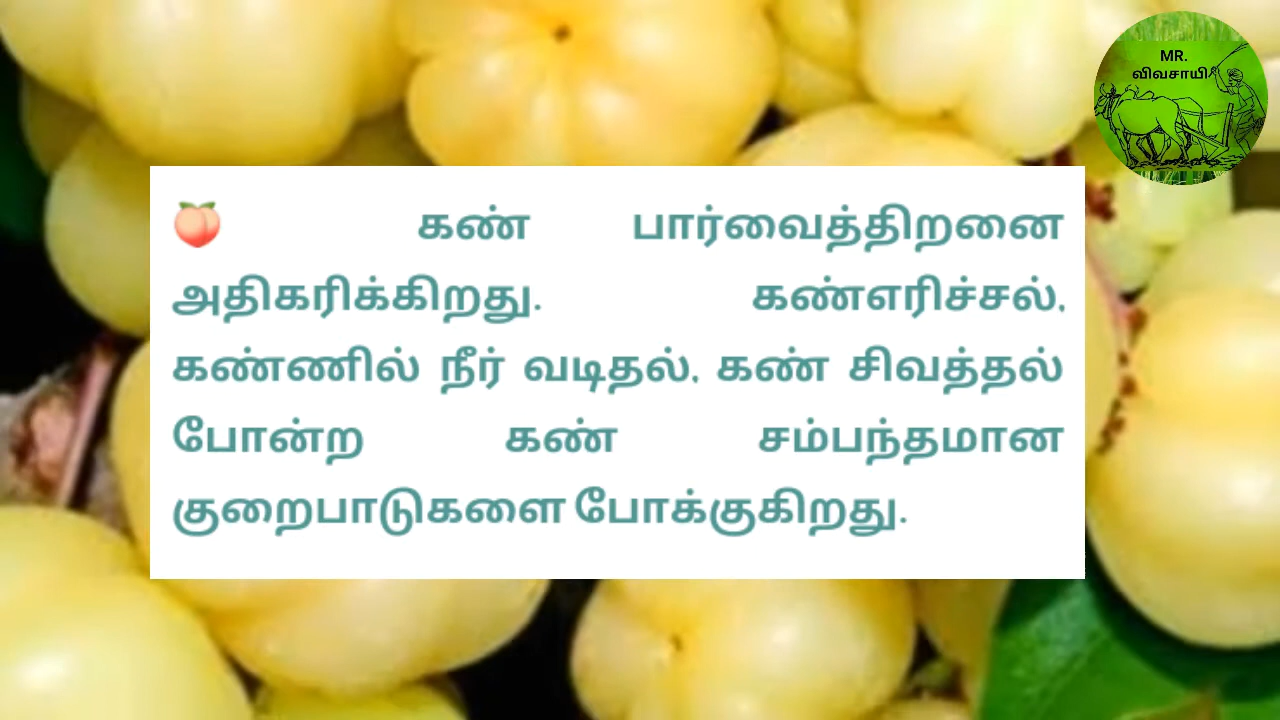 MR.
விவசாயி
🍑 கண் பார்வைத்திறனை
அதிகரிக்கிறது. கண்எரிச்சல்,
கண்ணில் நீர் வடிதல், கண் சிவத்தல்
போன்ற கண் சம்பந்தமான
குறைபாடுகளை போக்குகிறது.